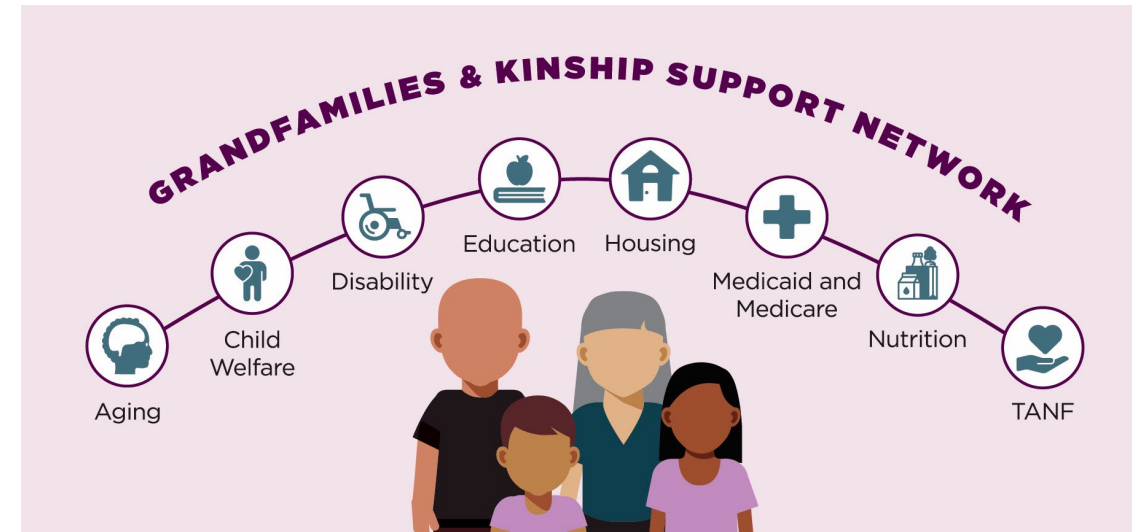 GRANDFAMILIES & KINSHIP SUPPORT NETWORK
Aging
Child
Welfare
Disability
Education
Housing
Medicaid and
Medicare
Nutrition
TANF